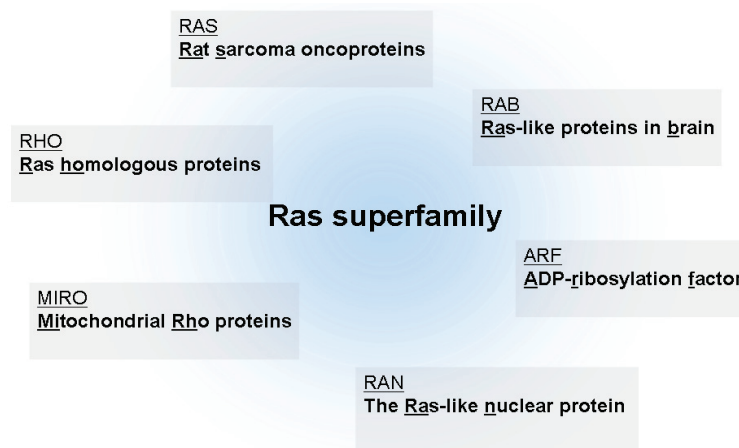 RAS
Rat sarcoma oncoproteins
RAB
Ras-like proteins in brain
RHO
Ras homologous proteins
Ras superfamily
ARF
ADP-ribosylation factor
MIRO
Mitochondrial Rho proteins
RAN
The Ras-like nuclear protein